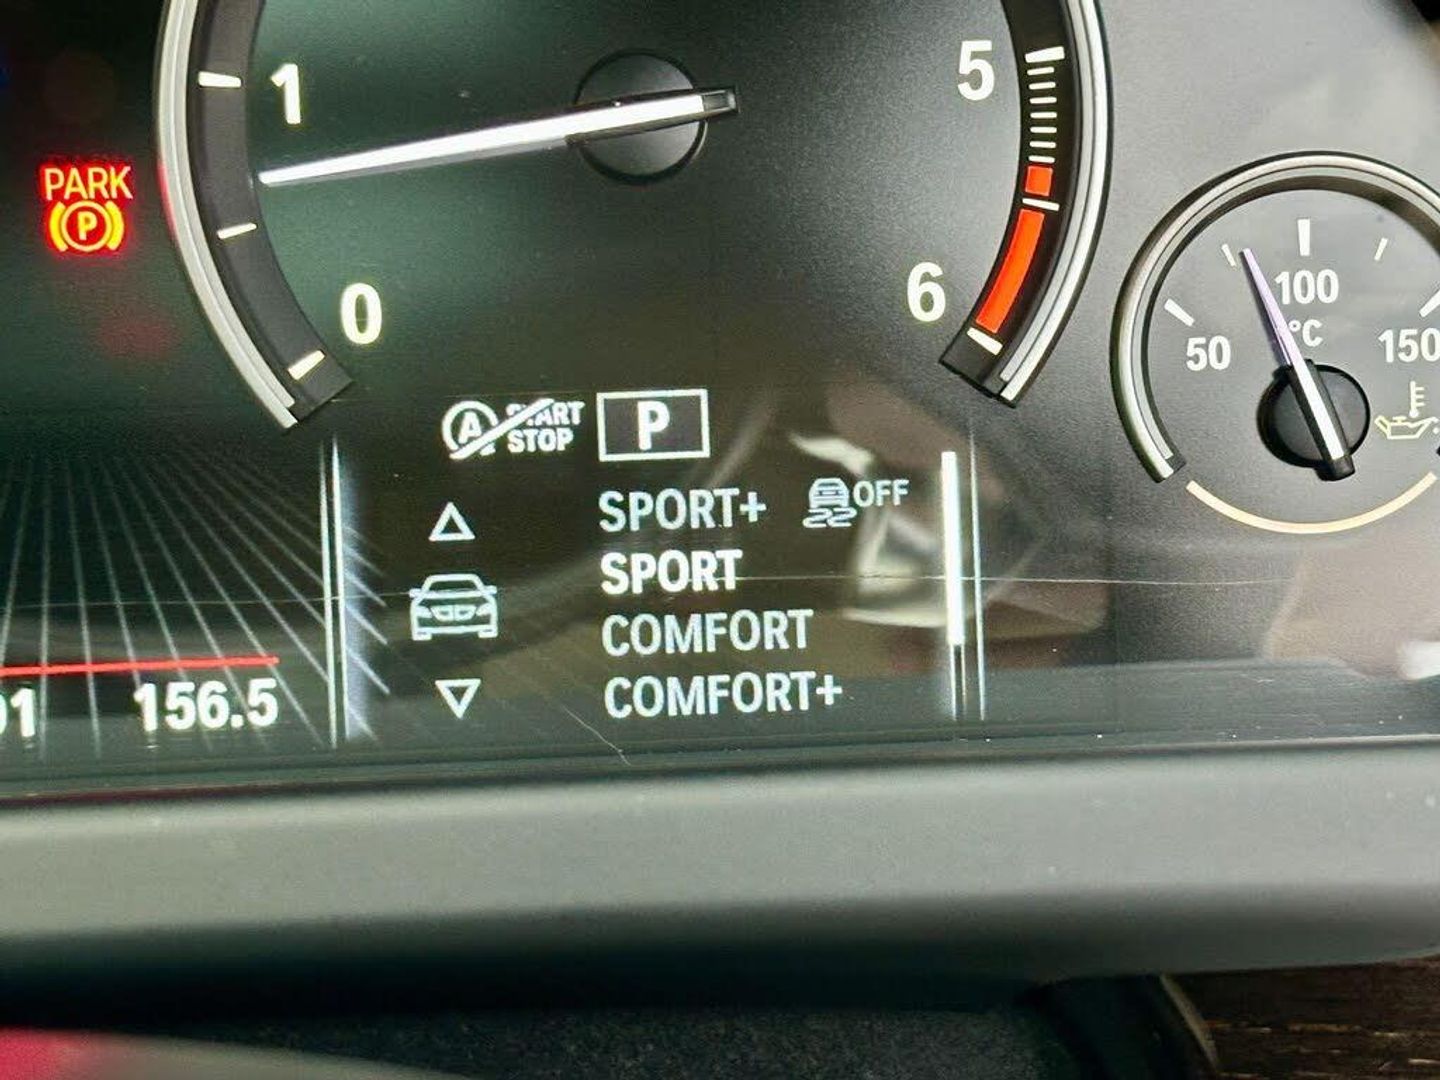 1
5
PARK
P
0
6
100
°C
50
150
A START STOP
P
SPORT+ OFF
SPORT
COMFORT
COMFORT+
156.5